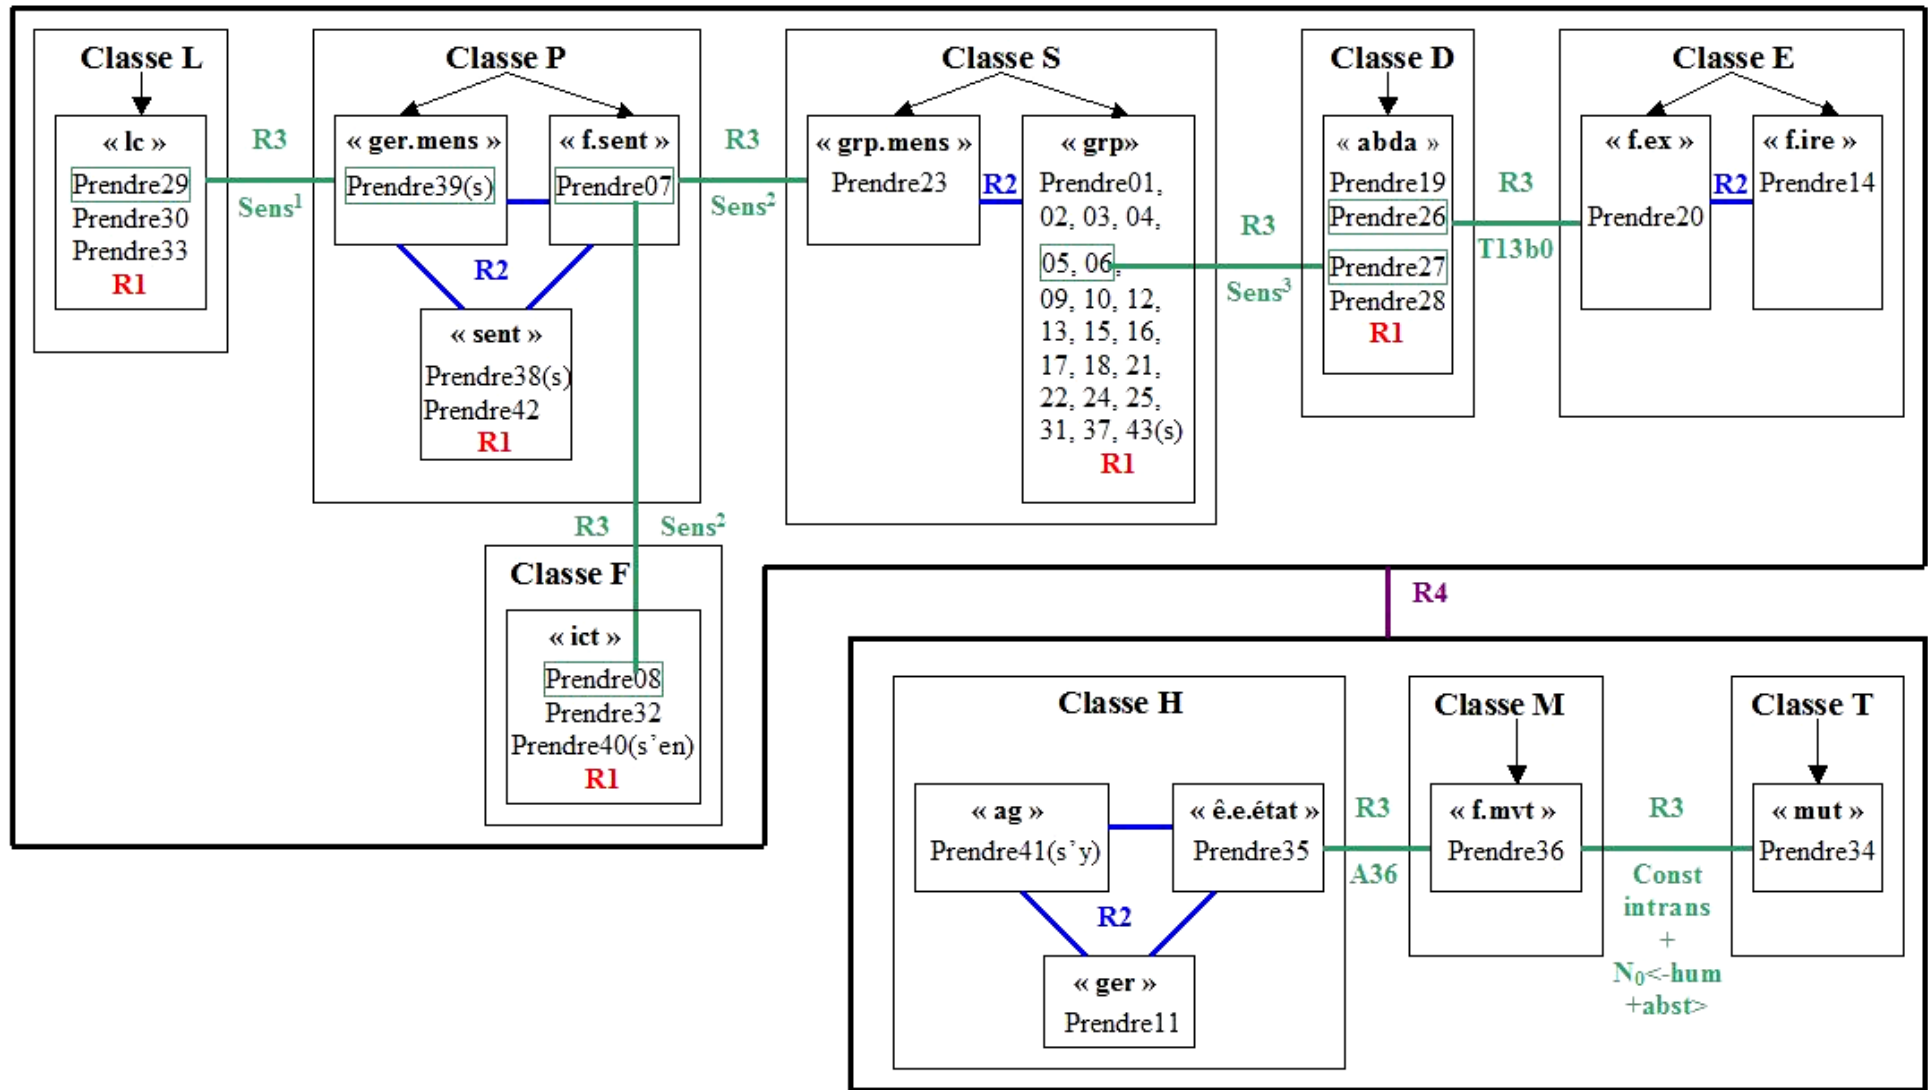 Classe L
« lc »
Prendre29
Prendre30
Prendre33
R1
R3
Sens¹
Classe P
« ger.mens »
Prendre39(s)
« f.sent »
Prendre07
R2
« sent »
Prendre38(s)
Prendre42
R1
R3
Sens²
Classe S
« grp.mens »
Prendre23
R2
« grp»
Prendre01,
02, 03, 04,
05, 06,
09, 10, 12,
13, 15, 16,
17, 18, 21,
22, 24, 25,
31, 37, 43(s)
R1
R3
Sens³
Classe D
« abda »
Prendre19
Prendre26
Prendre27
Prendre28
R1
R3
T13b0
Classe E
« f.ex »
Prendre20
R2
« f.ire »
Prendre14
R3 Sens²
Classe F
« ict »
Prendre08
Prendre32
Prendre40(s’en)
R1
R4
Classe H
« ag »
Prendre41(s’y)
« ê.e.état »
Prendre35
R2
« ger »
Prendre11
R3
A36
Classe M
« f.mvt »
Prendre36
R3
Const
intrans
+
N₀<-hum
+abst>
Classe T
« mut »
Prendre34